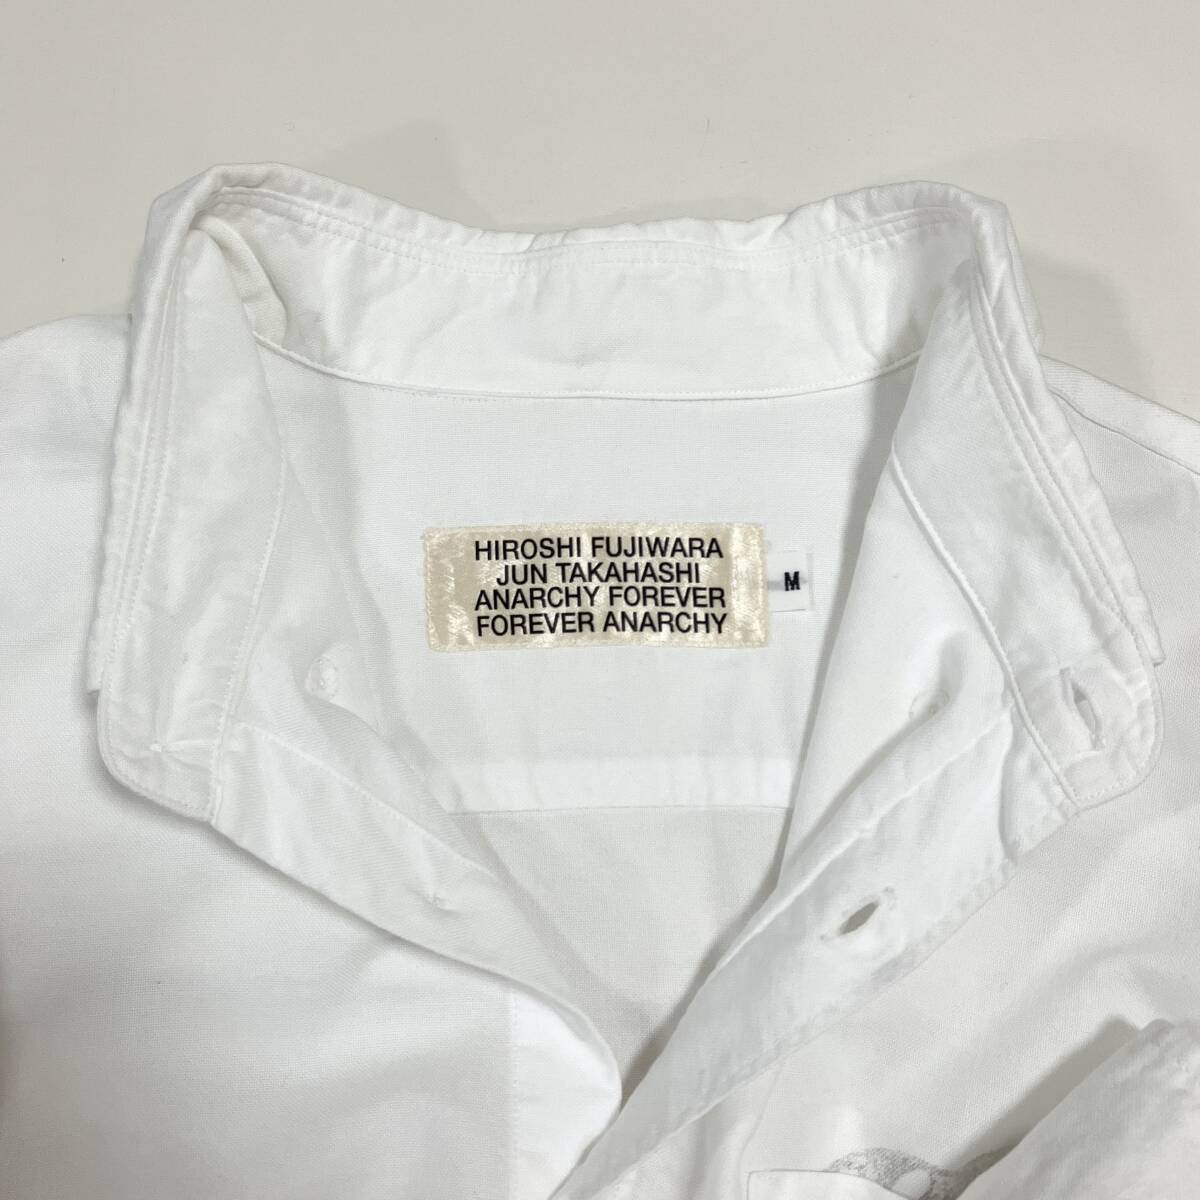 HIROSHI FUJIWARA
JUN TAKAHASHI
ANARCHY FOREVER
FOREVER ANARCHY
M